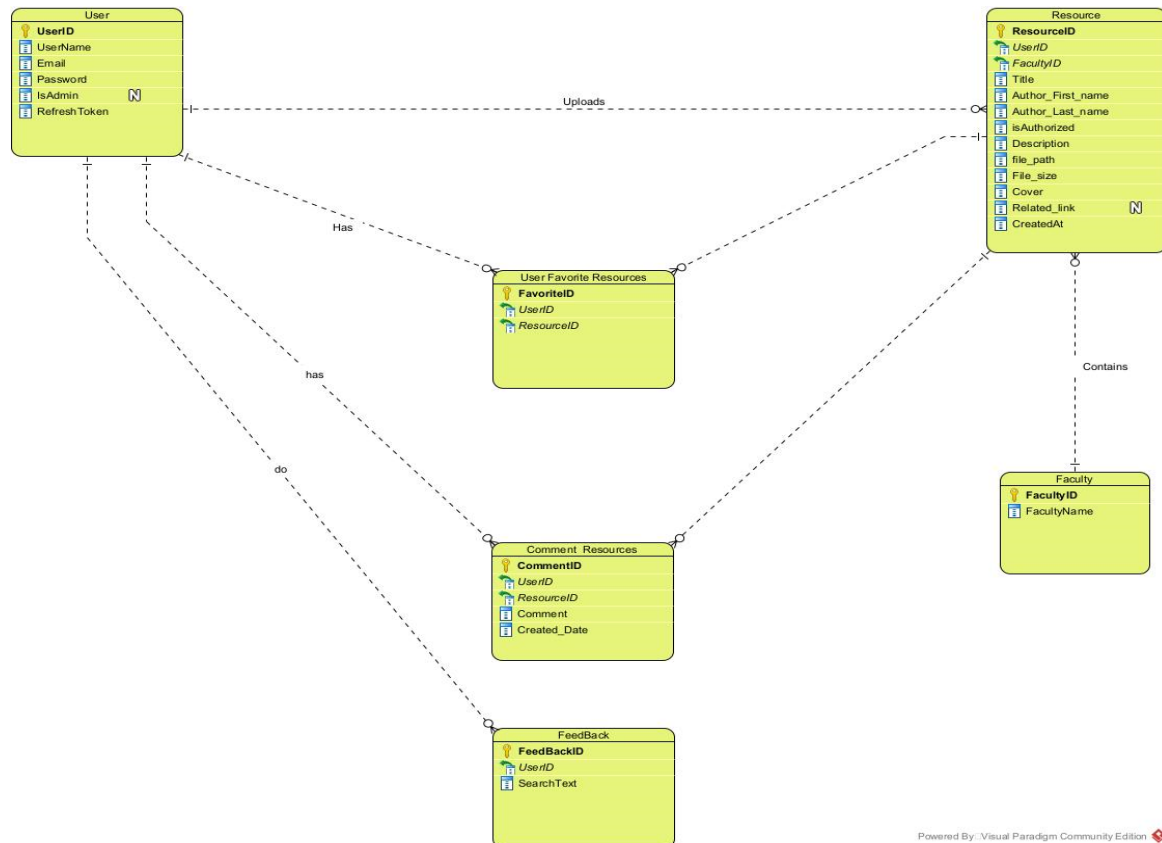 User
UserID
UserName
Email
Password
IsAdmin N
RefreshToken
Uploads
Resource
ResourceID
UserID
FacultyID
Title
Author_First_name
Author_Last_name
isAuthorized
Description
file_path
File_size
Cover
Related_link N
CreatedAt
Has
User Favorite Resources
FavoriteID
UserID
ResourceID
has
Contains
do
Faculty
FacultyID
FacultyName
Comment Resources
CommentID
UserID
ResourceID
Comment
Created_Date
FeedBack
FeedBackID
UserID
SearchText
Powered By Visual Paradigm Community Edition